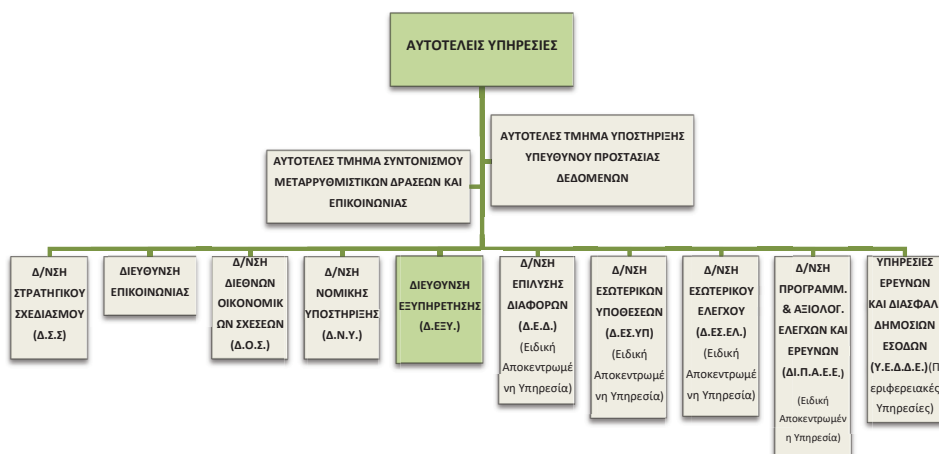 ΑΥΤΟΤΕΛΕΙΣ ΥΠΗΡΕΣΙΕΣ
ΑΥΤΟΤΕΛΕΣ ΤΜΗΜΑ ΥΠΟΣΤΗΡΙΞΗΣ
ΥΠΕΥΘΥΝΟΥ ΠΡΟΣΤΑΣΙΑΣ
ΔΕΔΟΜΕΝΩΝ
ΑΥΤΟΤΕΛΕΣ ΤΜΗΜΑ ΣΥΝΤΟΝΙΣΜΟΥ
ΜΕΤΑΡΡΥΘΜΙΣΤΙΚΩΝ ΔΡΑΣΕΩΝ ΚΑΙ
ΕΠΙΚΟΙΝΩΝΙΑΣ
Δ/ΝΣΗ
ΣΤΡΑΤΗΓΙΚΟΥ
ΣΧΕΔΙΑΣΜΟΥ
(Δ.Σ.Σ)
ΔΙΕΥΘΥΝΣΗ
ΕΠΙΚΟΙΝΩΝΙΑΣ
Δ/ΝΣΗ
ΔΙΕΘΝΩΝ
ΟΙΚΟΝΟΜΙΚ
ΩΝ ΣΧΕΣΕΩΝ
(Δ.Ο.Σ.)
Δ/ΝΣΗ
ΝΟΜΙΚΗΣ
ΥΠΟΣΤΗΡΙΞΗΣ
(Δ.Ν.Υ.)
ΔΙΕΥΘΥΝΣΗ
ΕΞΥΠΗΡΕΤΗΣΗΣ
(Δ.ΕΞΥ.)
Δ/ΝΣΗ
ΕΠΙΛΥΣΗΣ
ΔΙΑΦΟΡΩΝ
(Δ.Ε.Δ.)
(Ειδική
Αποκεντρωμέ
νη Υπηρεσία)
Δ/ΝΣΗ
ΕΣΩΤΕΡΙΚΩΝ
ΥΠΟΘΕΣΕΩΝ
(Δ.ΕΣ.ΥΠ)
(Ειδική
Αποκεντρωμέ
νη Υπηρεσία)
Δ/ΝΣΗ
ΕΣΩΤΕΡΙΚΟΥ
ΕΛΕΓΧΟΥ
(Δ.ΕΣ.ΕΛ.)
(Ειδική
Αποκεντρωμέ
νη Υπηρεσία)
Δ/ΝΣΗ
ΠΡΟΓΡΑΜΜ.
& ΑΞΙΟΛΟΓ.
ΕΛΕΓΧΩΝ ΚΑΙ
ΕΡΕΥΝΩΝ
(ΔΙ.Π.Α.Ε.Ε.)
(Ειδική
Αποκεντρωμέν
η Υπηρεσία)
ΥΠΗΡΕΣΙΕΣ
ΕΡΕΥΝΩΝ
ΚΑΙ ΔΙΑΣΦΑΛ
ΔΗΜΟΣΙΩΝ
ΕΣΟΔΩΝ
(Υ.Ε.Δ.Δ.Ε.)(Π
εριφερειακές
Υπηρεσίες)